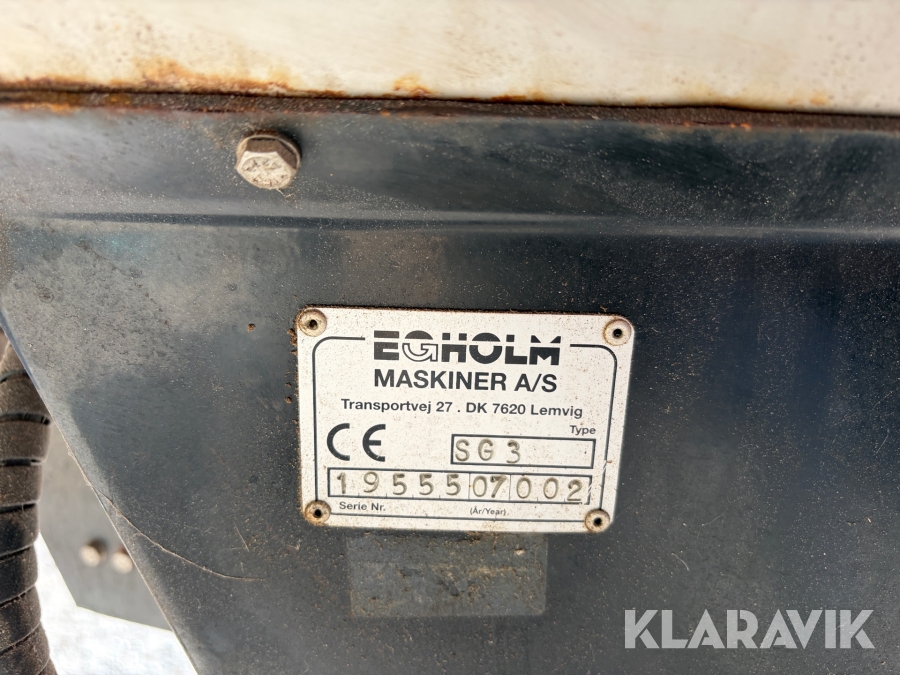 EGHOLM
MASKINER A/S
Transportvej 27 . DK 7620 Lemvig
Type
CE SG3
1955507002
Serie Nr. (År/Year)
KLARAVIK